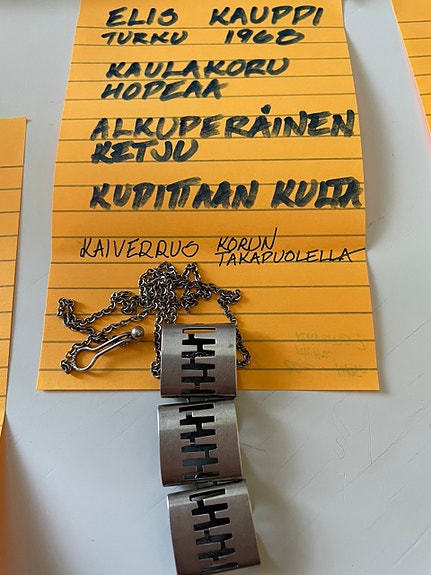 ELIS KAUPPI
TURKU 1968
KAULAKORU
HOPEAA
ALKUPERÄINEN
KETJU
KUPITTAAN KULTA
KAIVERRUS KORUN
TAKAPUOLELLA